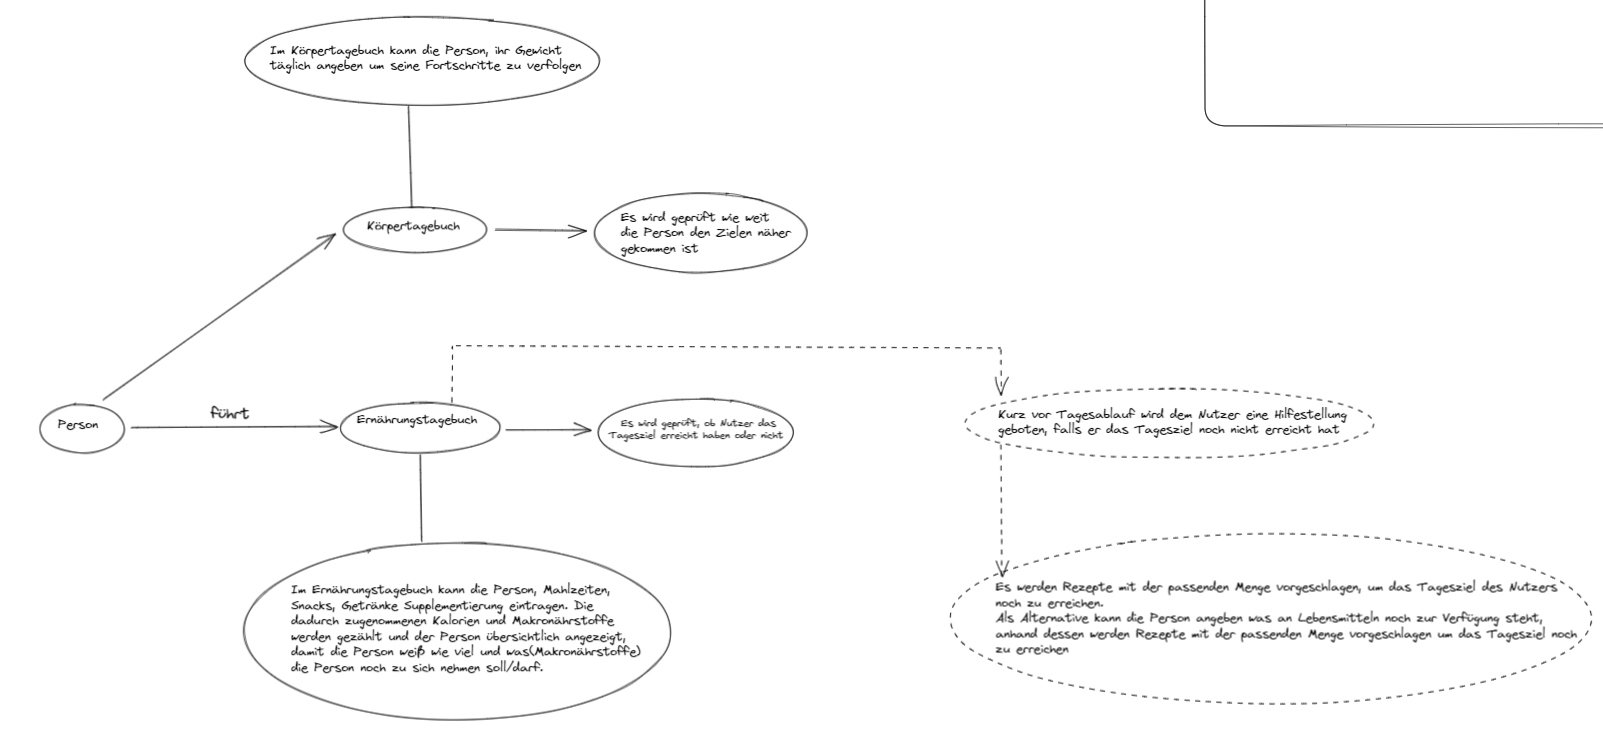 Im Körpertagebuch kann die Person, ihr Gewicht
täglich angeben um seine Fortschritte zu verfolgen
Körpertagebuch
Es wird geprüft wie weit
die Person den Zielen näher
gekommen ist
Person
führt
Ernährungstagebuch
Es wird geprüft, ob Nutzer das
Tagesziel erreicht haben oder nicht
Kurz vor Tagesablauf wird dem Nutzer eine Hilfestellung
geboten, falls er das Tagesziel noch nicht erreicht hat
Im Ernährungstagebuch kann die Person, Mahlzeiten,
Snacks, Getränke Supplementierung eintragen. Die
dadurch zugenommenen Kalorien und Makronährstoffe
werden gezählt und der Person übersichtlich angezeigt,
damit die Person weiß wie viel und was(Makronährstoffe)
die Person noch zu sich nehmen soll/darf.
Es werden Rezepte mit der passenden Menge vorgeschlagen, um das Tagesziel des Nutzers
noch zu erreichen.
Als Alternative kann die Person angeben was an Lebensmitteln noch zur Verfügung steht,
anhand dessen werden Rezepte mit der passenden Menge vorgeschlagen um das Tagesziel noch
zu erreichen